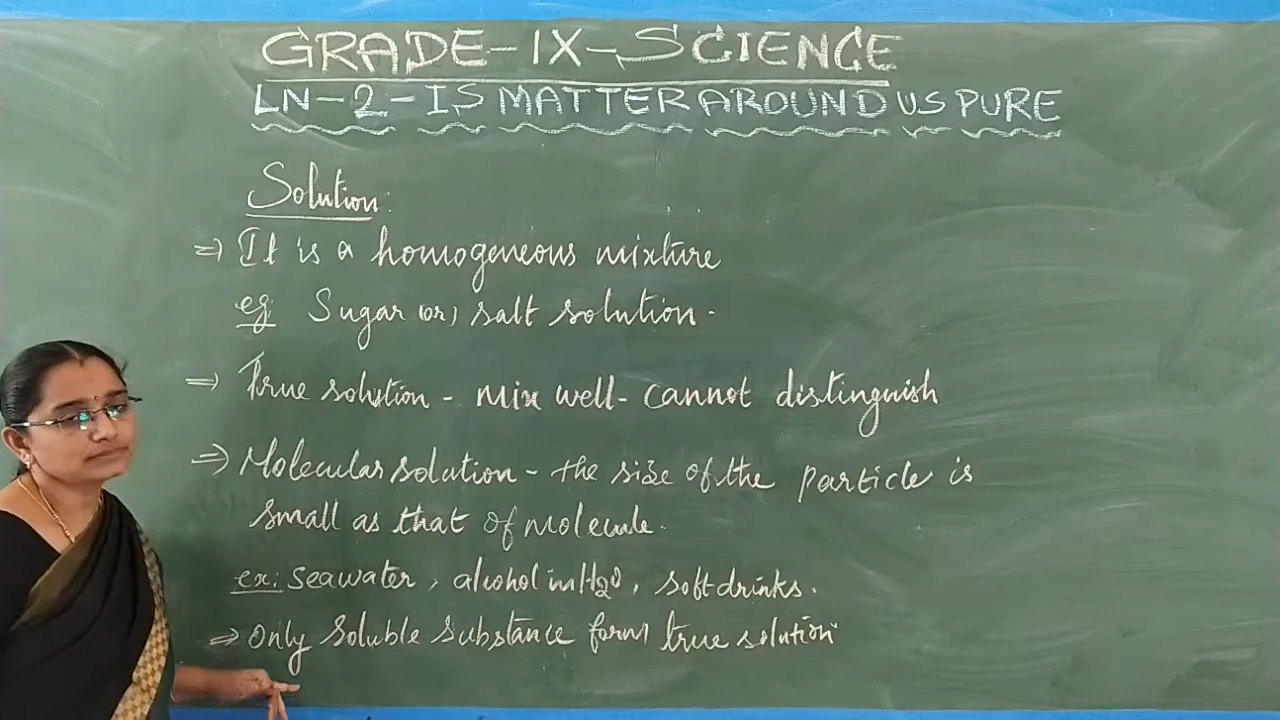 GRADE-IX-SCIENCE
LN-2-IS MATTER AROUND US PURE
Solution:
⇒ It is a homogeneous mixture
eg: Sugar (or) salt solution.
⇒ True solution - mix well - cannot distinguish
⇒ Molecular solution - the size of the particle is
small as that of molecule.
ex: seawater, alcohol in H2O, soft drinks.
⇒ Only soluble substance form true solution